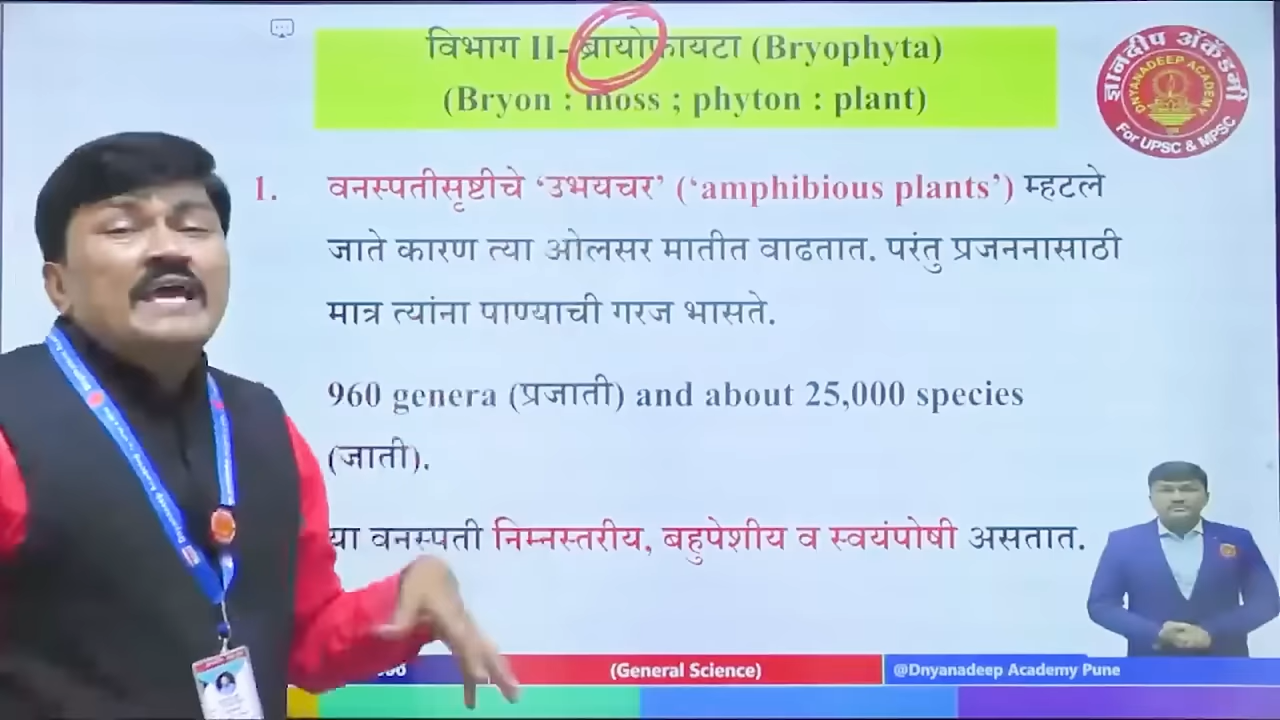 विभाग II- ब्रायोफायटा (Bryophyta)
(Bryon : moss ; phyton : plant)
ज्ञानदीप अ‍ॅकॅडमी
DNYANADEEP ACADEMY
For UPSC & MPSC
1. वनस्पतीसृष्टीचे ‘उभयचर’ (‘amphibious plants’) म्हटले
जाते कारण त्या ओलसर मातीत वाढतात. परंतु प्रजननासाठी
मात्र त्यांना पाण्याची गरज भासते.
960 genera (प्रजाती) and about 25,000 species
(जाती).
या वनस्पती निम्नस्तरीय, बहुपेशीय व स्वयंपोषी असतात.
(General Science)
@Dnyanadeep Academy Pune